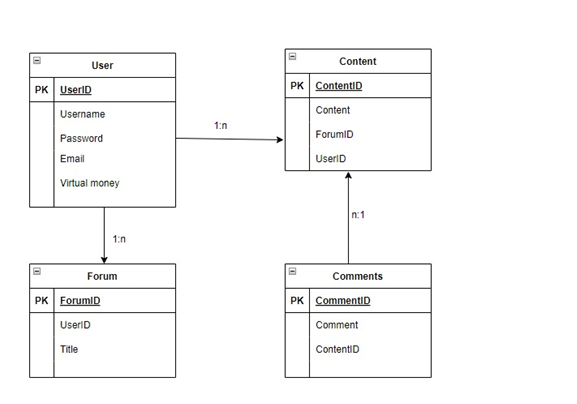 User
PK UserID
Username
Password
Email
Virtual money
1:n
Content
PK ContentID
Content
ForumID
UserID
1:n
n:1
Forum
PK ForumID
UserID
Title
Comments
PK CommentID
Comment
ContentID